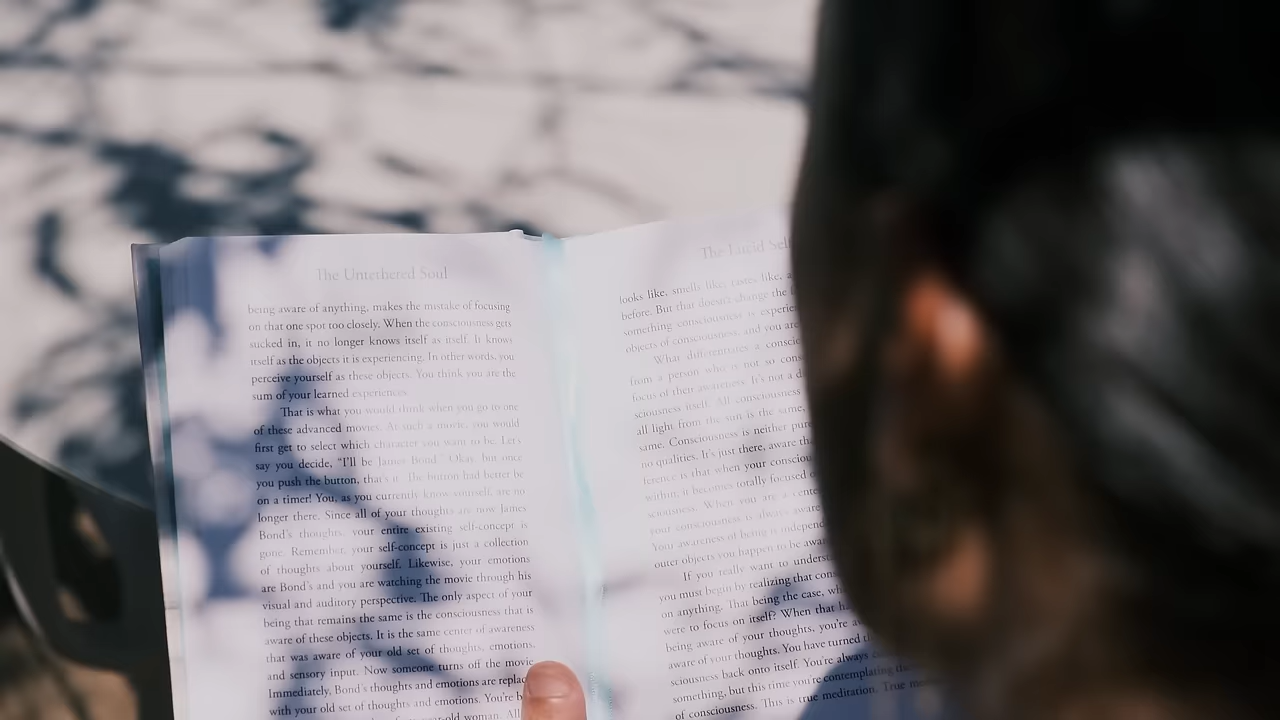 The Untethered Soul
being aware of anything, makes the mistake of focusing
on that one spot too closely. When the consciousness gets
sucked in, it no longer knows itself as itself. It knows
itself as the objects it is experiencing. In other words, you
perceive yourself as these objects. You think you are the
sum of your learned experiences.
That is what you would think when you go to one
of these advanced movies. At such a movie, you would
first get to select which character you want to be. Let's
say you decide, "I'll be James Bond." Okay, but once
you push the button, that's it. The button had better be
on a timer! You, as you currently know yourself, are no
longer there. Since all of your thoughts are now James
Bond's thoughts, your entire existing self-concept is
gone. Remember, your self-concept is just a collection
of thoughts about yourself. Likewise, your emotions
are Bond's and you are watching the movie through his
visual and auditory perspective. The only aspect of your
being that remains the same is the consciousness that is
aware of these objects. It is the same center of awareness
that was aware of your old set of thoughts, emotions,
and sensory input. Now someone turns off the movie.
Immediately, Bond's thoughts and emotions are
with your old set of thoughts and emotions. You're
woman. All
The Lucid Self
looks like, smells like, tastes like,
before. But that doesn't change the
something consciousness is
objects of consciousness, and you are
What differentiates a
from a person who is not so
focus of their awareness. It's not a
sciousness itself. All consciousness
all light from the sun is the same,
same. Consciousness is neither
no qualities. It's just there, aware
ference is that when your
within, it becomes totally focused
sciousness. When you are a
your consciousness is always aware
Your awareness of being is
outer objects you happen to be
If you really want to
you must begin by realizing that
on anything. That being the case,
were to focus on itself? When that
being aware of your thoughts, you're
aware of your thoughts. You have turned
sciousness back onto itself. You're always
something, but this time you're contemplating the
of consciousness. This is true meditation. True